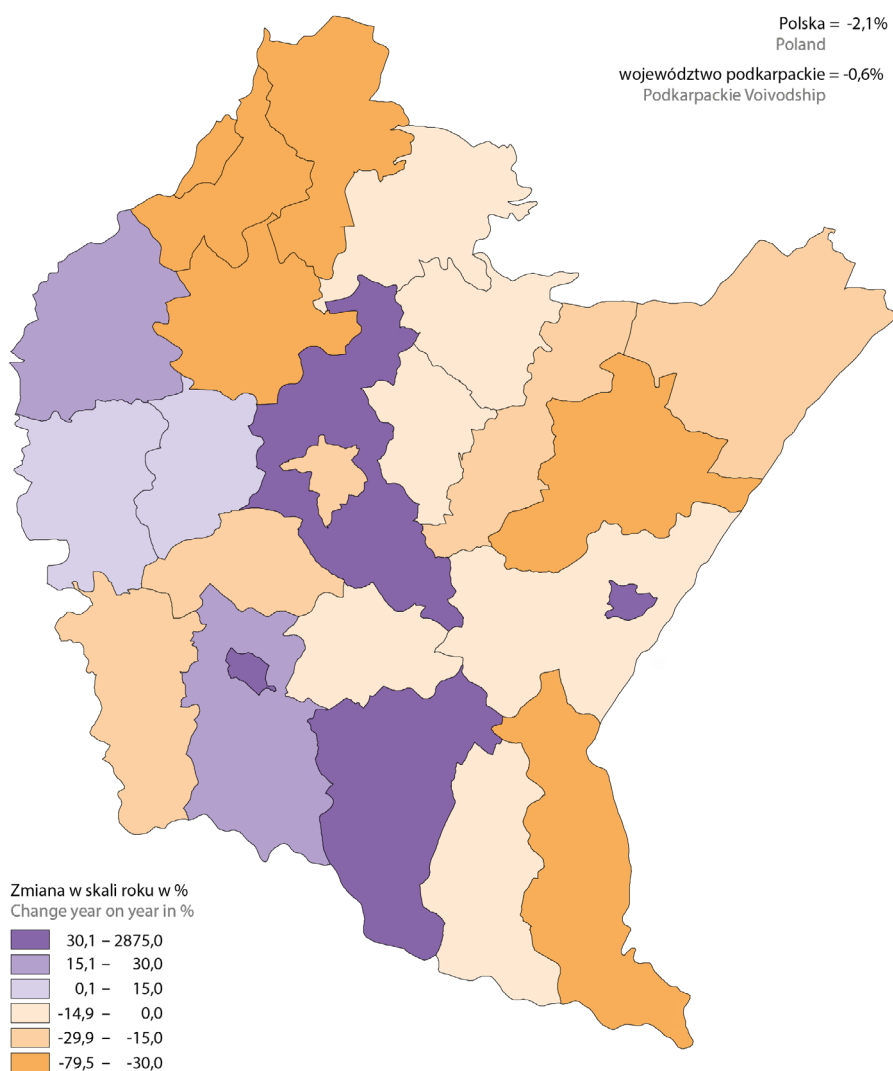 Polska = -2,1%
Poland
województwo podkarpackie = -0,6%
Podkarpackie Voivodship
Zmiana w skali roku w %
Change year on year in %
30,1 – 2875,0
15,1 – 30,0
0,1 – 15,0
-14,9 – 0,0
-29,9 – -15,0
-79,5 – -30,0